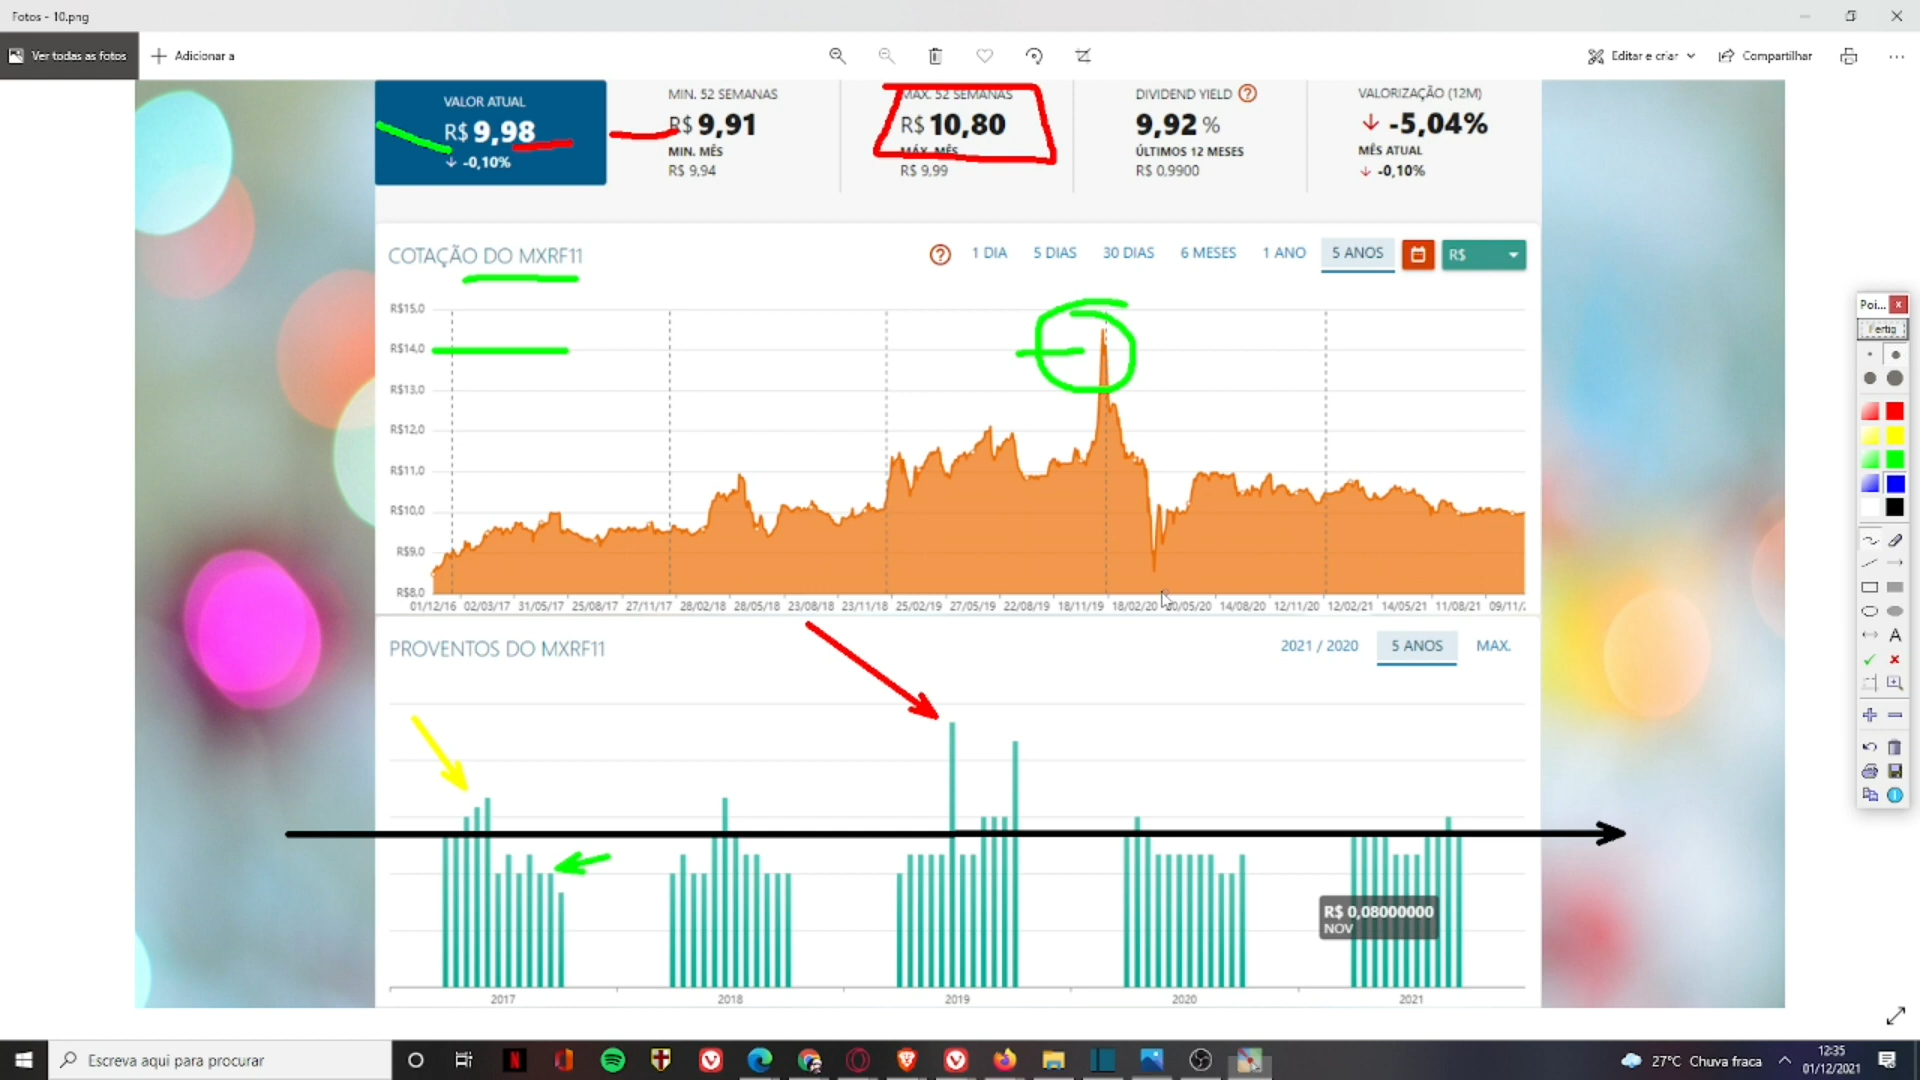 Fotos - 10.png
Ver todas as fotos
Adicionar a
Editar e criar
Compartilhar
VALOR ATUAL
R$ 9,98
-0,10%
MIN. 52 SEMANAS
R$ 9,91
MIN. MÊS
R$ 9,94
MÁX. 52 SEMANAS
R$ 10,80
MÁX. MÊS
R$ 9,99
DIVIDEND YIELD ?
9,92 %
ÚLTIMOS 12 MESES
R$ 0,9900
VALORIZAÇÃO (12M)
-5,04%
MÊS ATUAL
-0,10%
COTAÇÃO DO MXRF11
? 1 DIA 5 DIAS 30 DIAS 6 MESES 1 ANO 5 ANOS R$
R$15,0
R$14,0
R$13,0
R$12,0
R$11,0
R$10,0
R$9,0
R$8,0
01/12/16 02/03/17 31/05/17 25/08/17 27/11/17 28/02/18 28/05/18 23/08/18 23/11/18 25/02/19 27/05/19 22/08/19 18/11/19 18/02/20 /05/20 14/08/20 12/11/20 12/02/21 14/05/21 11/08/21 09/11/
PROVENTOS DO MXRF11
2021 / 2020 5 ANOS MAX.
R$ 0,08000000
NOV
2017 2018 2019 2020 2021
Poi...
Fertig
A
Escreva aqui para procurar
27°C Chuva fraca
12:35
01/12/2021